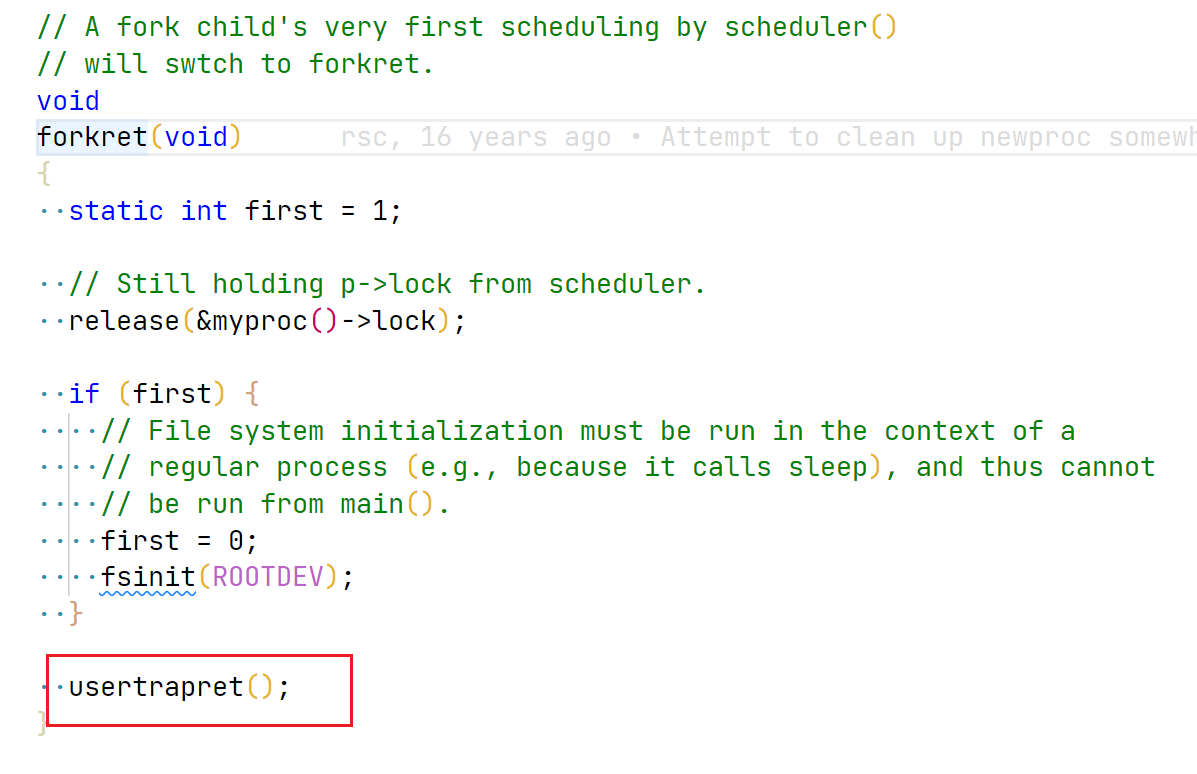 // A fork child's very first scheduling by scheduler()
// will swtch to forkret.
void
forkret(void) rsc, 16 years ago • Attempt to clean up newproc
{
··static int first = 1;
··// Still holding p->lock from scheduler.
··release(&myproc()->lock);
··if (first) {
····// File system initialization must be run in the context of a
····// regular process (e.g., because it calls sleep), and thus cannot
····// be run from main().
····first = 0;
····fsinit(ROOTDEV);
··}
··usertrapret();
}